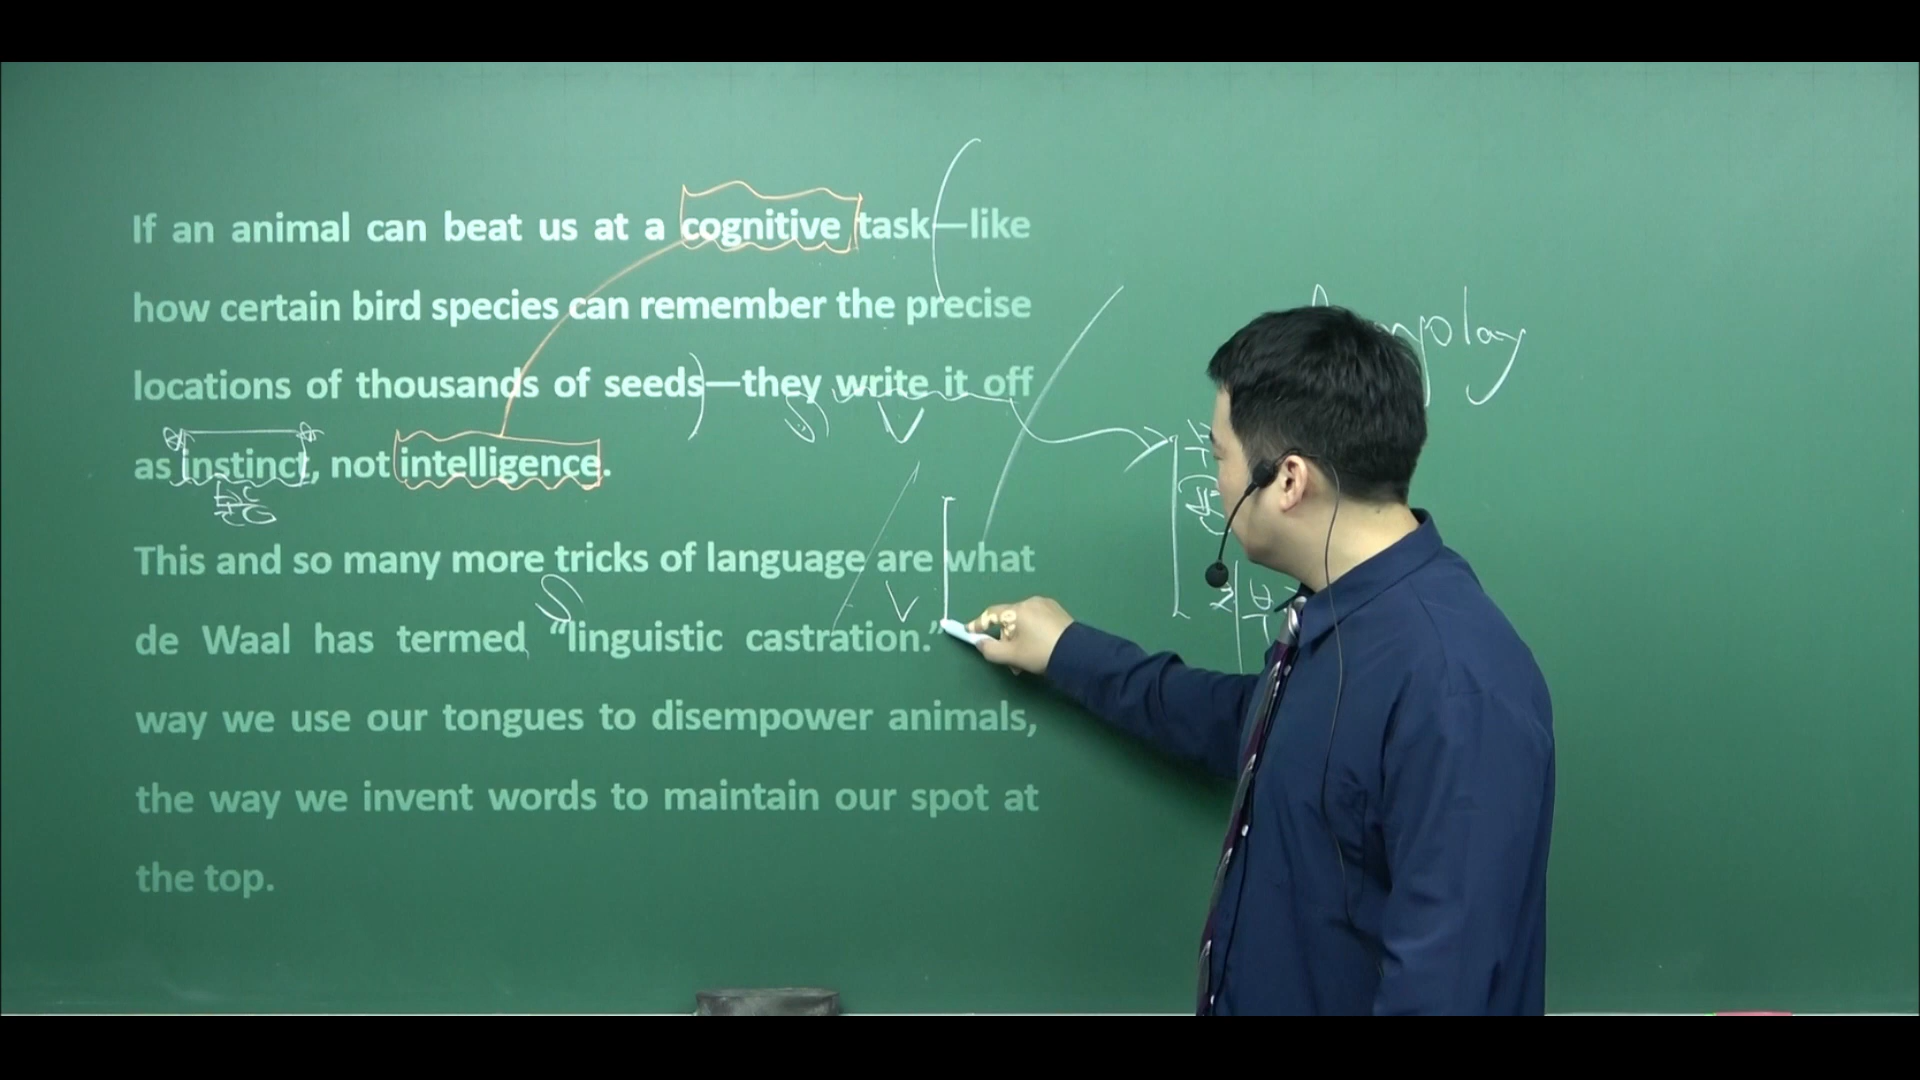 If an animal can beat us at a cognitive task—like
how certain bird species can remember the precise
locations of thousands of seeds—they write it off
S V
as instinct, not intelligence.
본능
This and so many more tricks of language are what
S V
de Waal has termed “linguistic castration.”
way we use our tongues to disempower animals,
the way we invent words to maintain our spot at
the top.